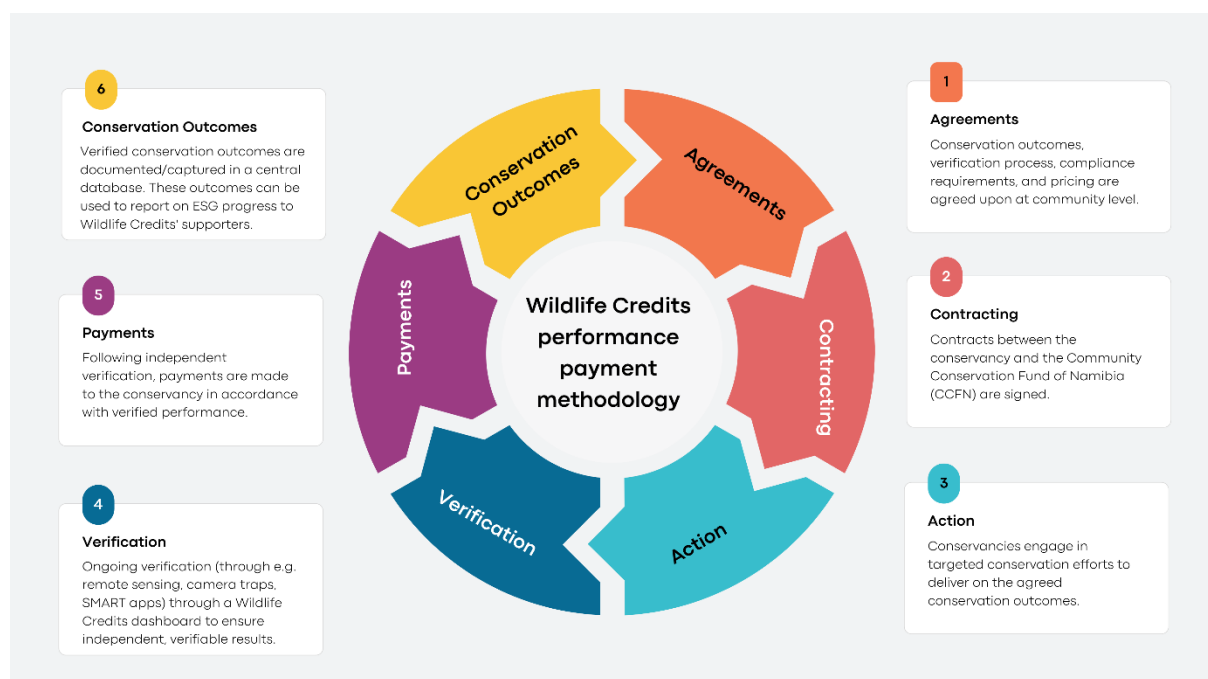 6
Conservation Outcomes
Verified conservation outcomes are
documented/captured in a central
database. These outcomes can be
used to report on ESG progress to
Wildlife Credits' supporters.
5
Payments
Following independent
verification, payments are made
to the conservancy in accordance
with verified performance.
4
Verification
Ongoing verification (through e.g.
remote sensing, camera traps,
SMART apps) through a Wildlife
Credits dashboard to ensure
independent, verifiable results.
Conservation
Outcomes
Agreements
Payments
Contracting
Wildlife Credits
performance
payment
methodology
Verification
Action
1
Agreements
Conservation outcomes,
verification process, compliance
requirements, and pricing are
agreed upon at community level.
2
Contracting
Contracts between the
conservancy and the Community
Conservation Fund of Namibia
(CCFN) are signed.
3
Action
Conservancies engage in
targeted conservation efforts to
deliver on the agreed
conservation outcomes.